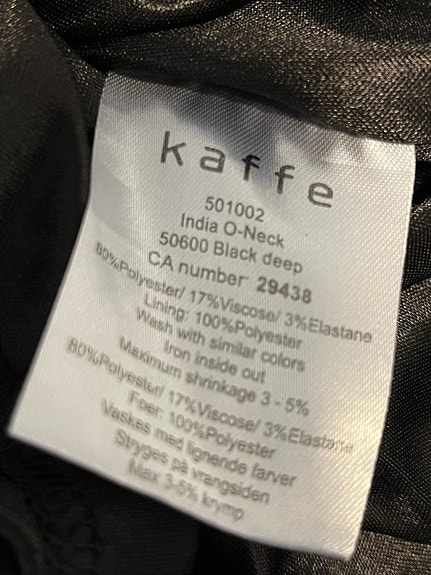 kaffe
501002
India O-Neck
50600 Black deep
CA number 29438
80%Polyester/ 17%Viscose/ 3%Elastane
Lining: 100%Polyester
Wash with similar colors
Iron inside out
Maximum shrinkage 3 - 5%
80%Polyester/ 17%Viscose/ 3%Elastane
Foer: 100%Polyester
Vaskes med lignende farver
Stryges på vrangsiden
Max 3-5% krymp